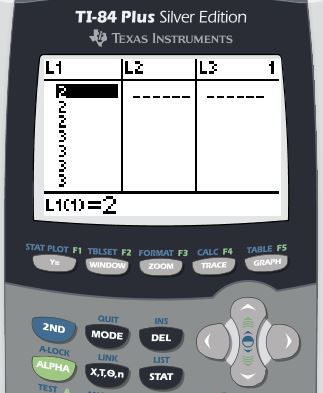 TI-84 Plus Silver Edition
TEXAS INSTRUMENTS
L1 L2 L3 1
2 ------ ------
2
2
3
3
3
3
L1(1)=2
STAT PLOT F1 TBLSET F2 FORMAT F3 CALC F4 TABLE F5
Y= WINDOW ZOOM TRACE GRAPH
QUIT INS
2ND MODE DEL
A-LOCK LINK LIST
ALPHA X,T,Θ,n STAT
TEST A